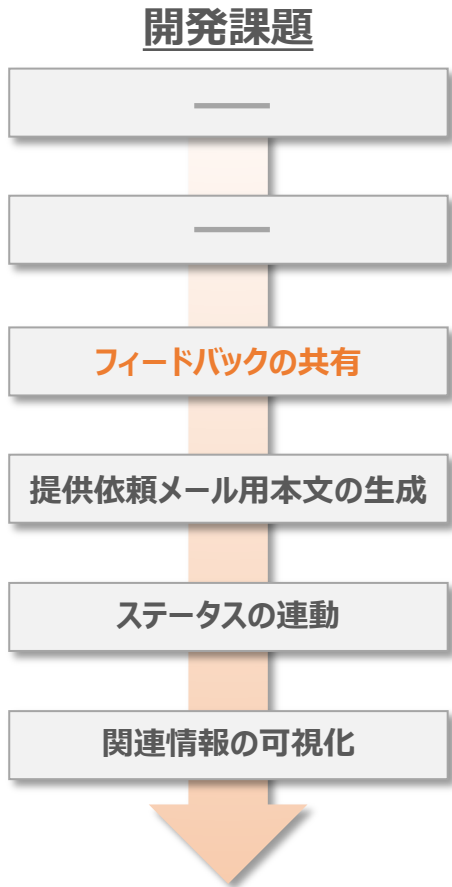 開発課題
――
――
フィードバックの共有
提供依頼メール用本文の生成
ステータスの連動
関連情報の可視化